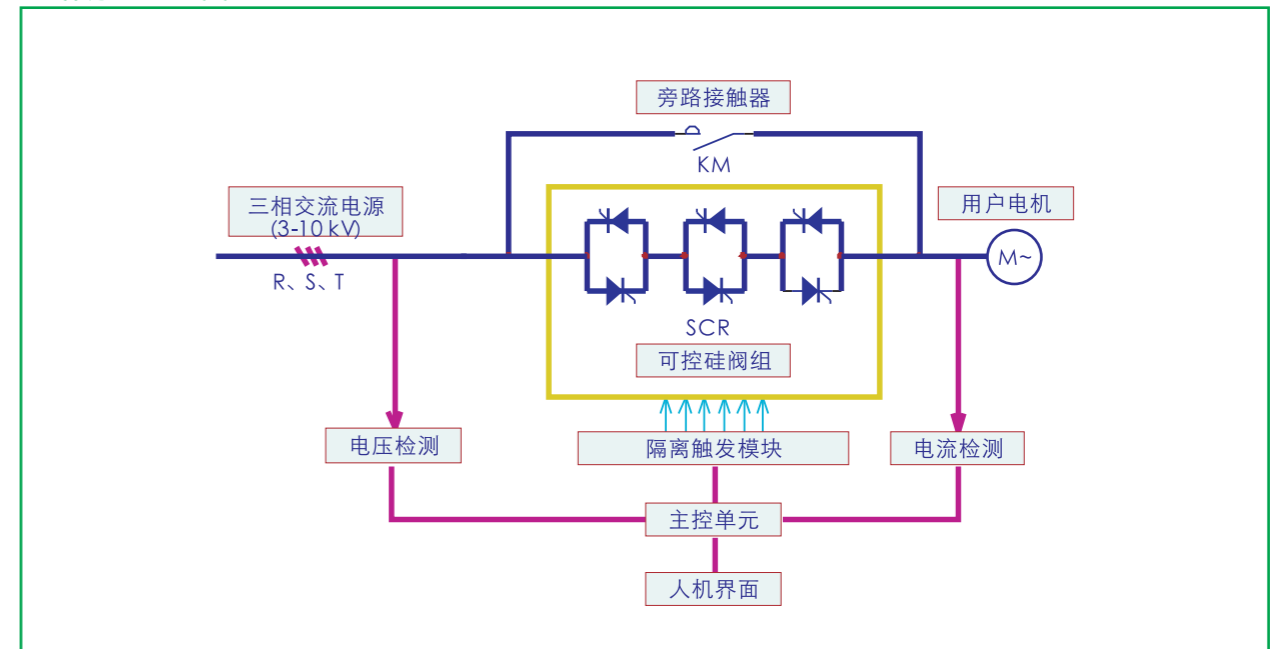 旁路接触器
KM
三相交流电源
(3-10 kV)
R、S、T
用户电机
M~
SCR
可控硅阀组
电压检测
隔离触发模块
电流检测
主控单元
人机界面